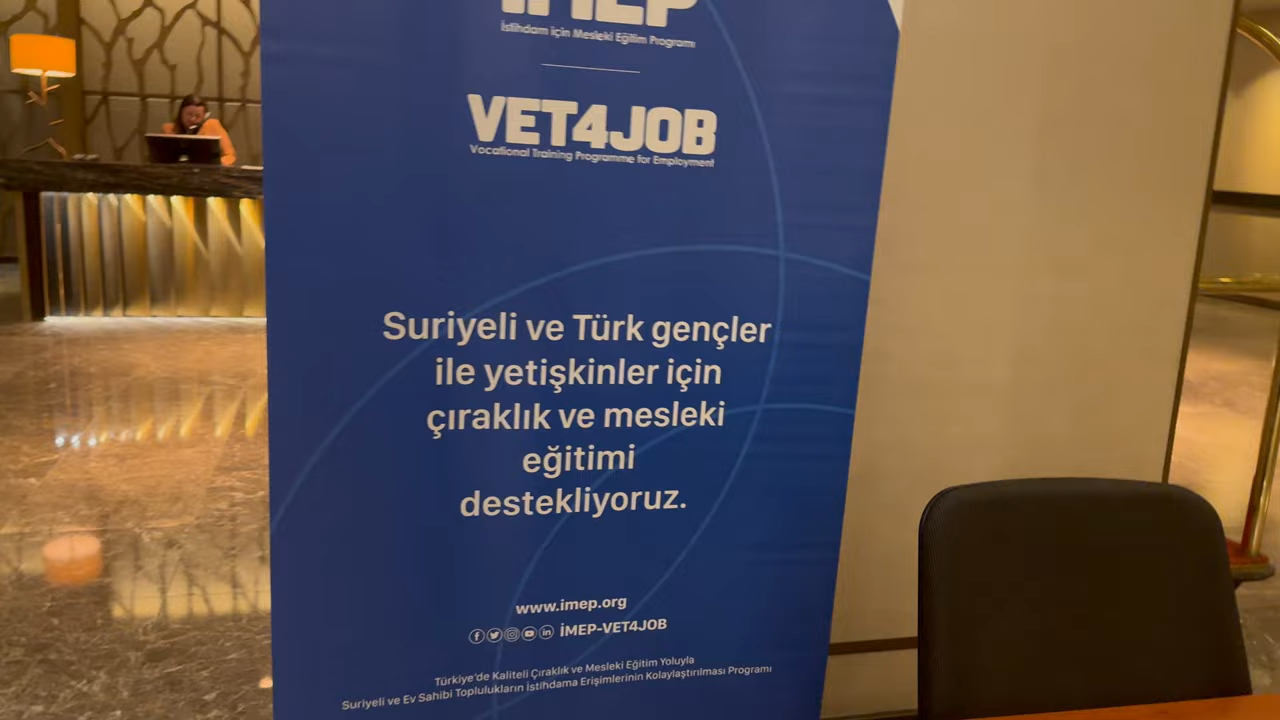 İMEP
İstihdam için Mesleki Eğitim Programı
VET4JOB
Vocational Training Programme for Employment
Suriyeli ve Türk gençler
ile yetişkinler için
çıraklık ve mesleki
eğitimi
destekliyoruz.
www.imep.org
İMEP-VET4JOB
Türkiye'de Kaliteli Çıraklık ve Mesleki Eğitim Yoluyla
Suriyeli ve Ev Sahibi Toplulukların İstihdama Erişimlerinin Kolaylaştırılması Programı